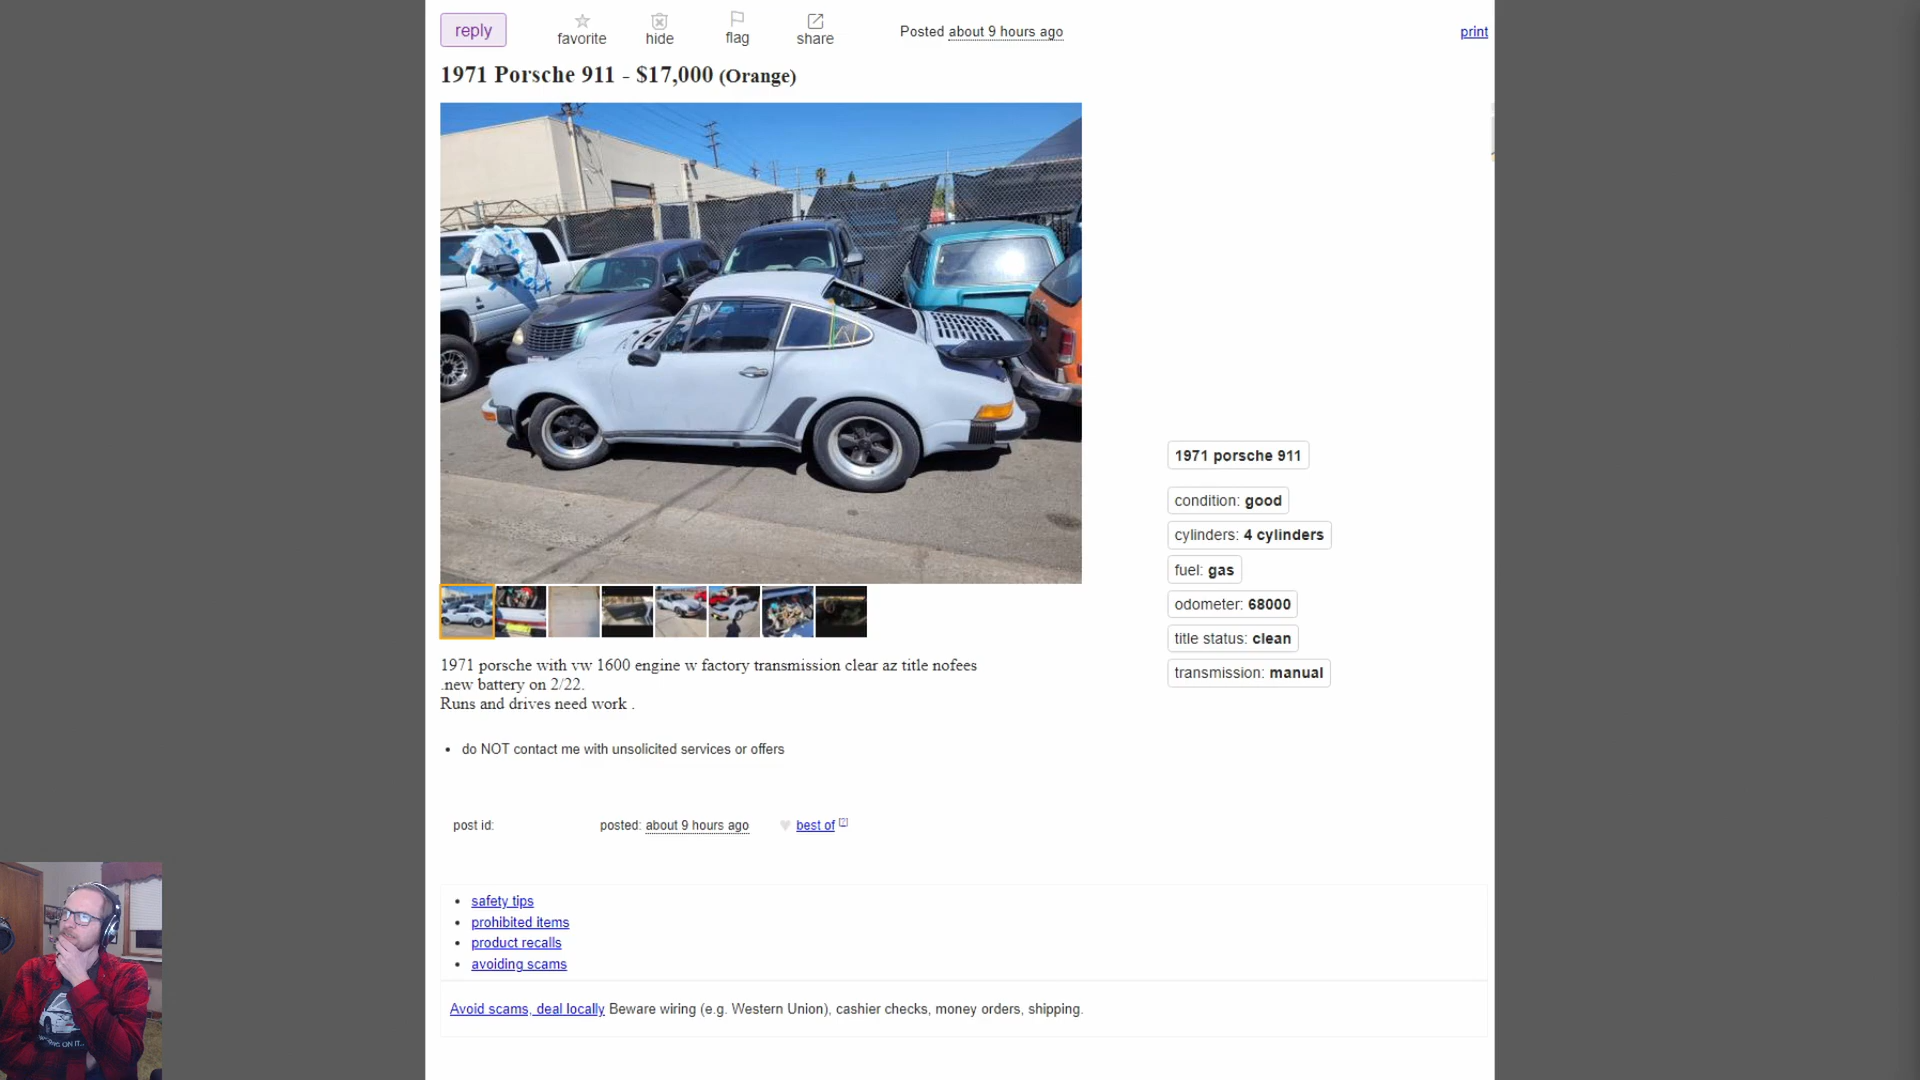 reply
favorite
hide
flag
share
Posted about 9 hours ago
print
1971 Porsche 911 - $17,000 (Orange)
1971 porsche 911
condition: good
cylinders: 4 cylinders
fuel: gas
odometer: 68000
title status: clean
transmission: manual
1971 porsche with vw 1600 engine w factory transmission clear az title nofees
.new battery on 2/22.
Runs and drives need work .
• do NOT contact me with unsolicited services or offers
post id:
posted: about 9 hours ago
best of [?]
• safety tips
• prohibited items
• product recalls
• avoiding scams
Avoid scams, deal locally Beware wiring (e.g. Western Union), cashier checks, money orders, shipping.
ON IT...